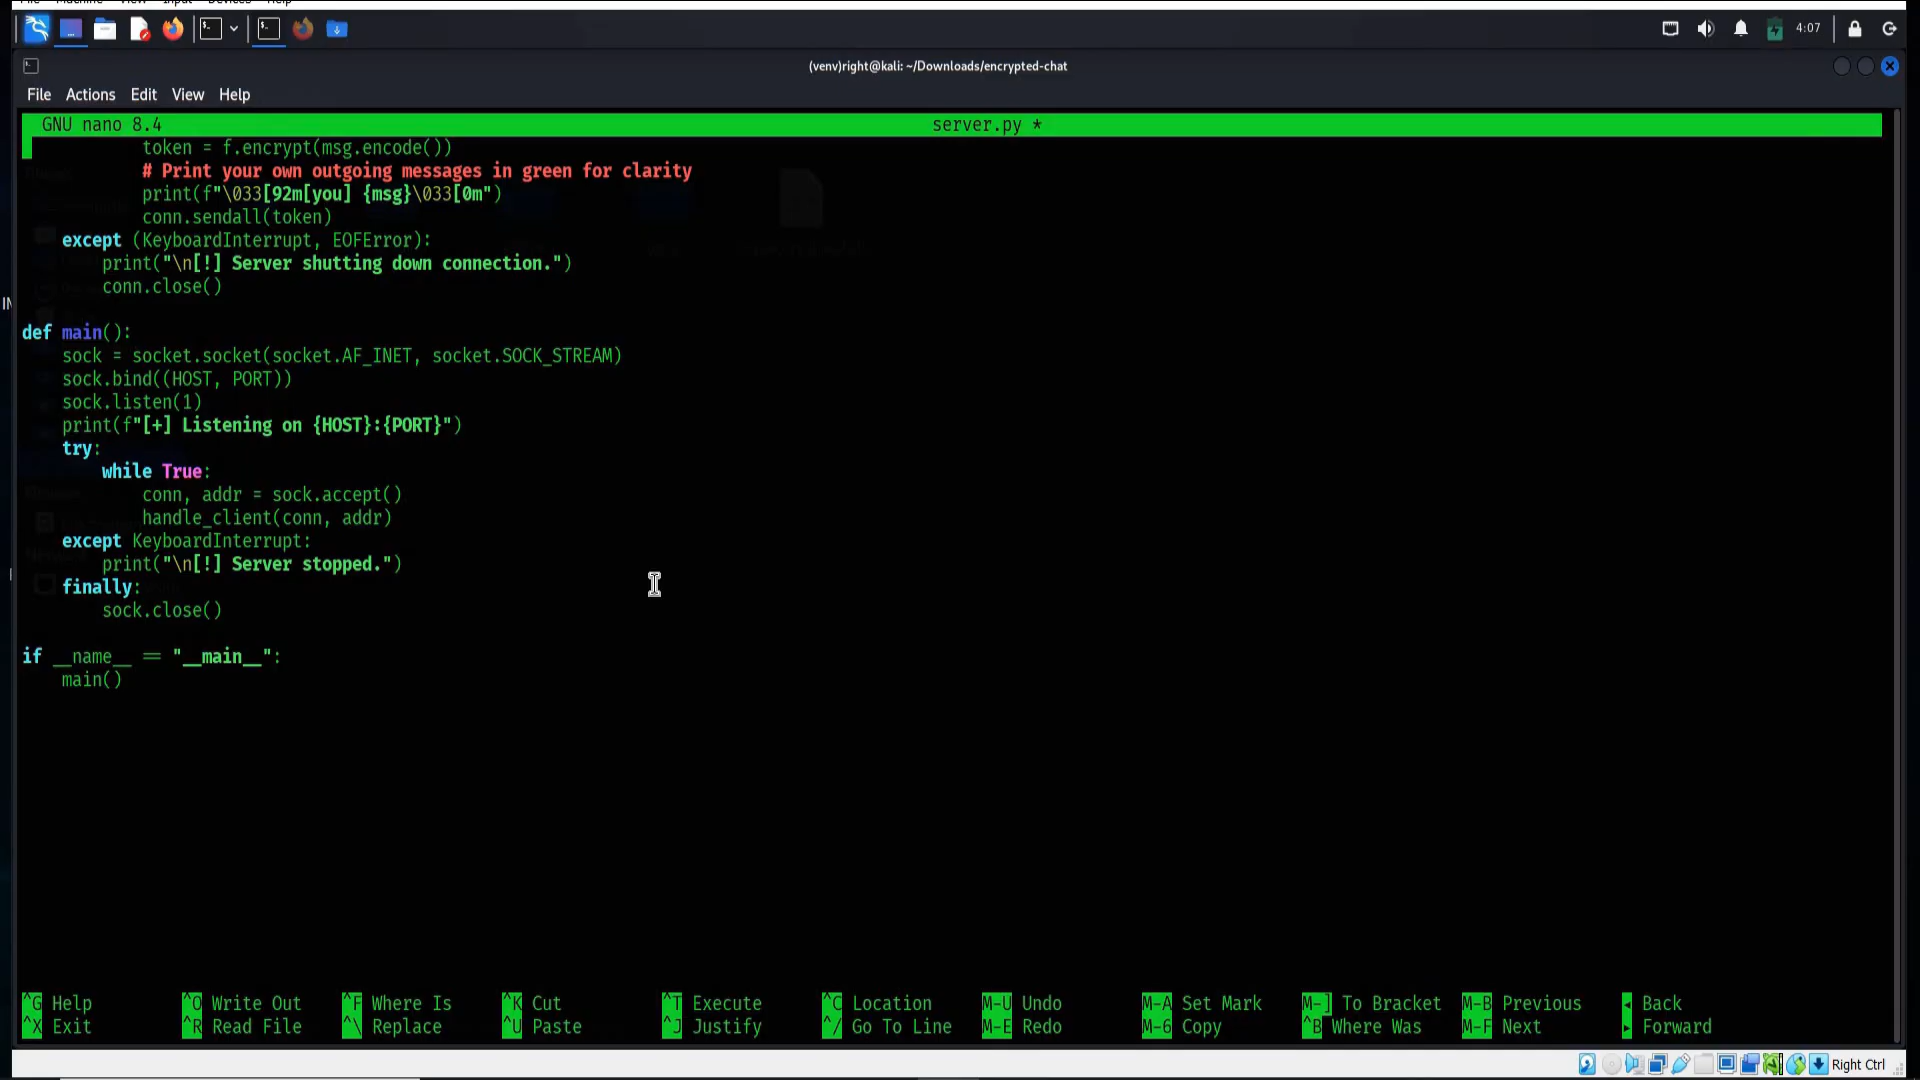 File Machine View Input Devices Help
4:07
(venv)right@kali: ~/Downloads/encrypted-chat
File Actions Edit View Help
GNU nano 8.4 server.py *
token = f.encrypt(msg.encode())
# Print your own outgoing messages in green for clarity
print(f"\033[92m[you] {msg}\033[0m")
conn.sendall(token)
except (KeyboardInterrupt, EOFError):
print("\n[!] Server shutting down connection.")
conn.close()
def main():
sock = socket.socket(socket.AF_INET, socket.SOCK_STREAM)
sock.bind((HOST, PORT))
sock.listen(1)
print(f"[+] Listening on {HOST}:{PORT}")
try:
while True:
conn, addr = sock.accept()
handle_client(conn, addr)
except KeyboardInterrupt:
print("\n[!] Server stopped.")
finally:
sock.close()
if __name__ == "__main__":
main()
^G Help ^O Write Out ^F Where Is ^K Cut ^T Execute ^C Location M-U Undo M-A Set Mark M-] To Bracket M-B Previous ◂ Back
^X Exit ^R Read File ^\ Replace ^U Paste ^J Justify ^/ Go To Line M-E Redo M-6 Copy ^B Where Was M-F Next ▸ Forward
Right Ctrl